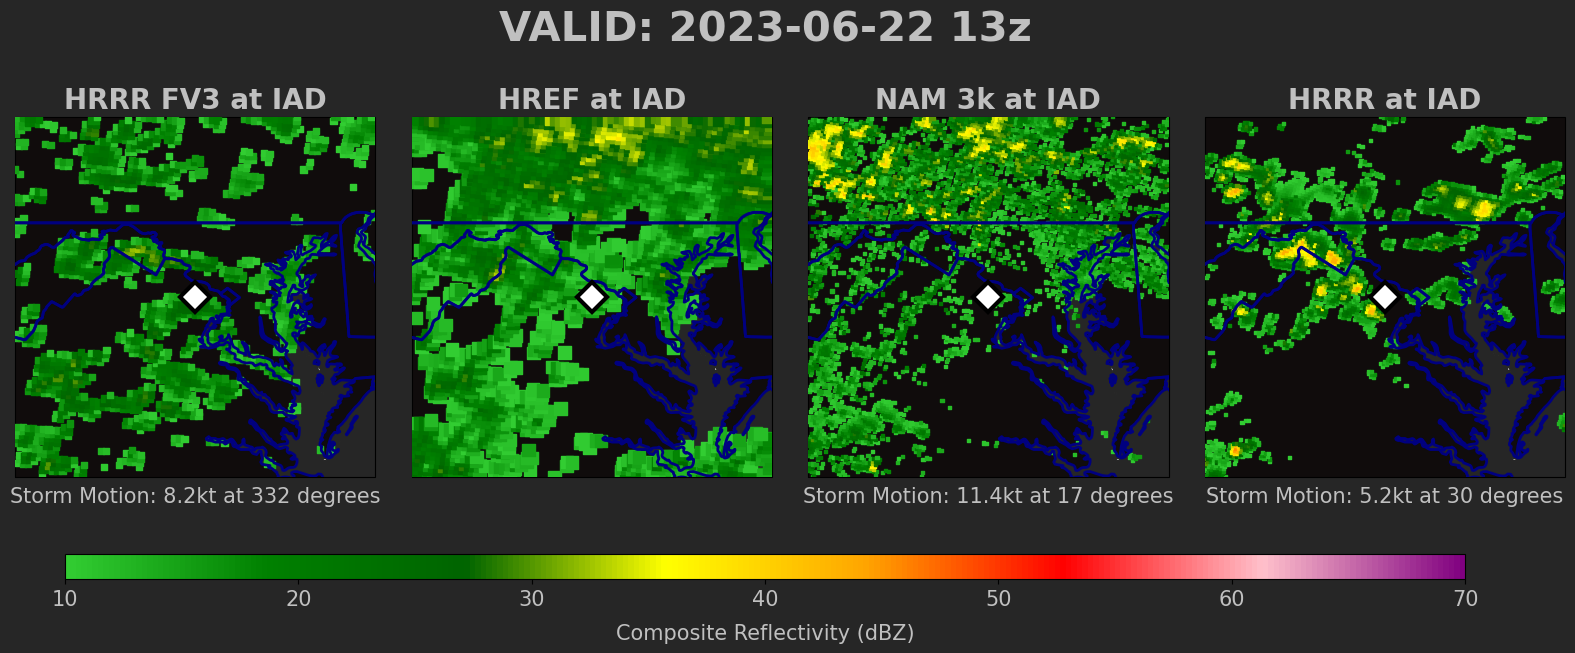 VALID: 2023-06-22 13z
HRRR FV3 at IAD
HREF at IAD
NAM 3k at IAD
HRRR at IAD
Storm Motion: 8.2kt at 332 degrees
Storm Motion: 11.4kt at 17 degrees
Storm Motion: 5.2kt at 30 degrees
10 20 30 40 50 60 70
Composite Reflectivity (dBZ)